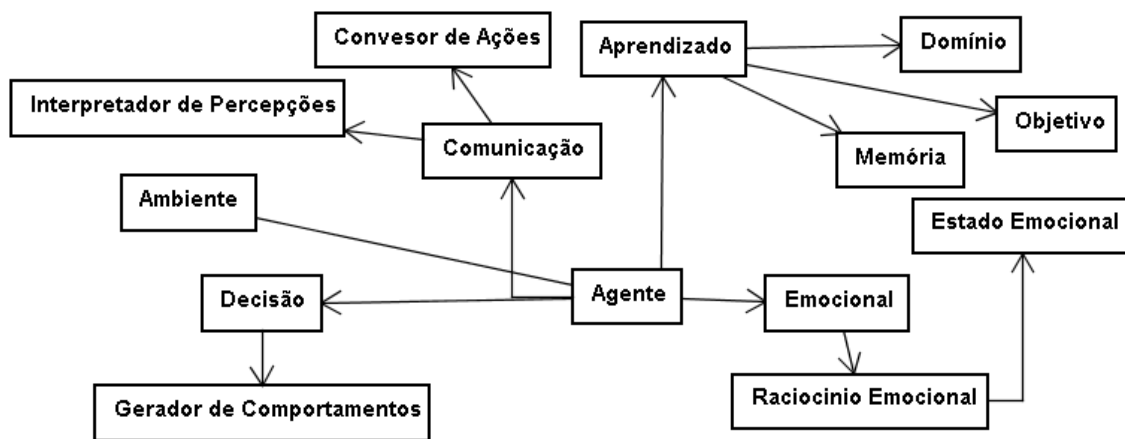 Convesor de Ações
Aprendizado
Domínio
Interpretador de Percepções
Objetivo
Comunicação
Memória
Ambiente
Estado Emocional
Decisão
Agente
Emocional
Gerador de Comportamentos
Raciocinio Emocional